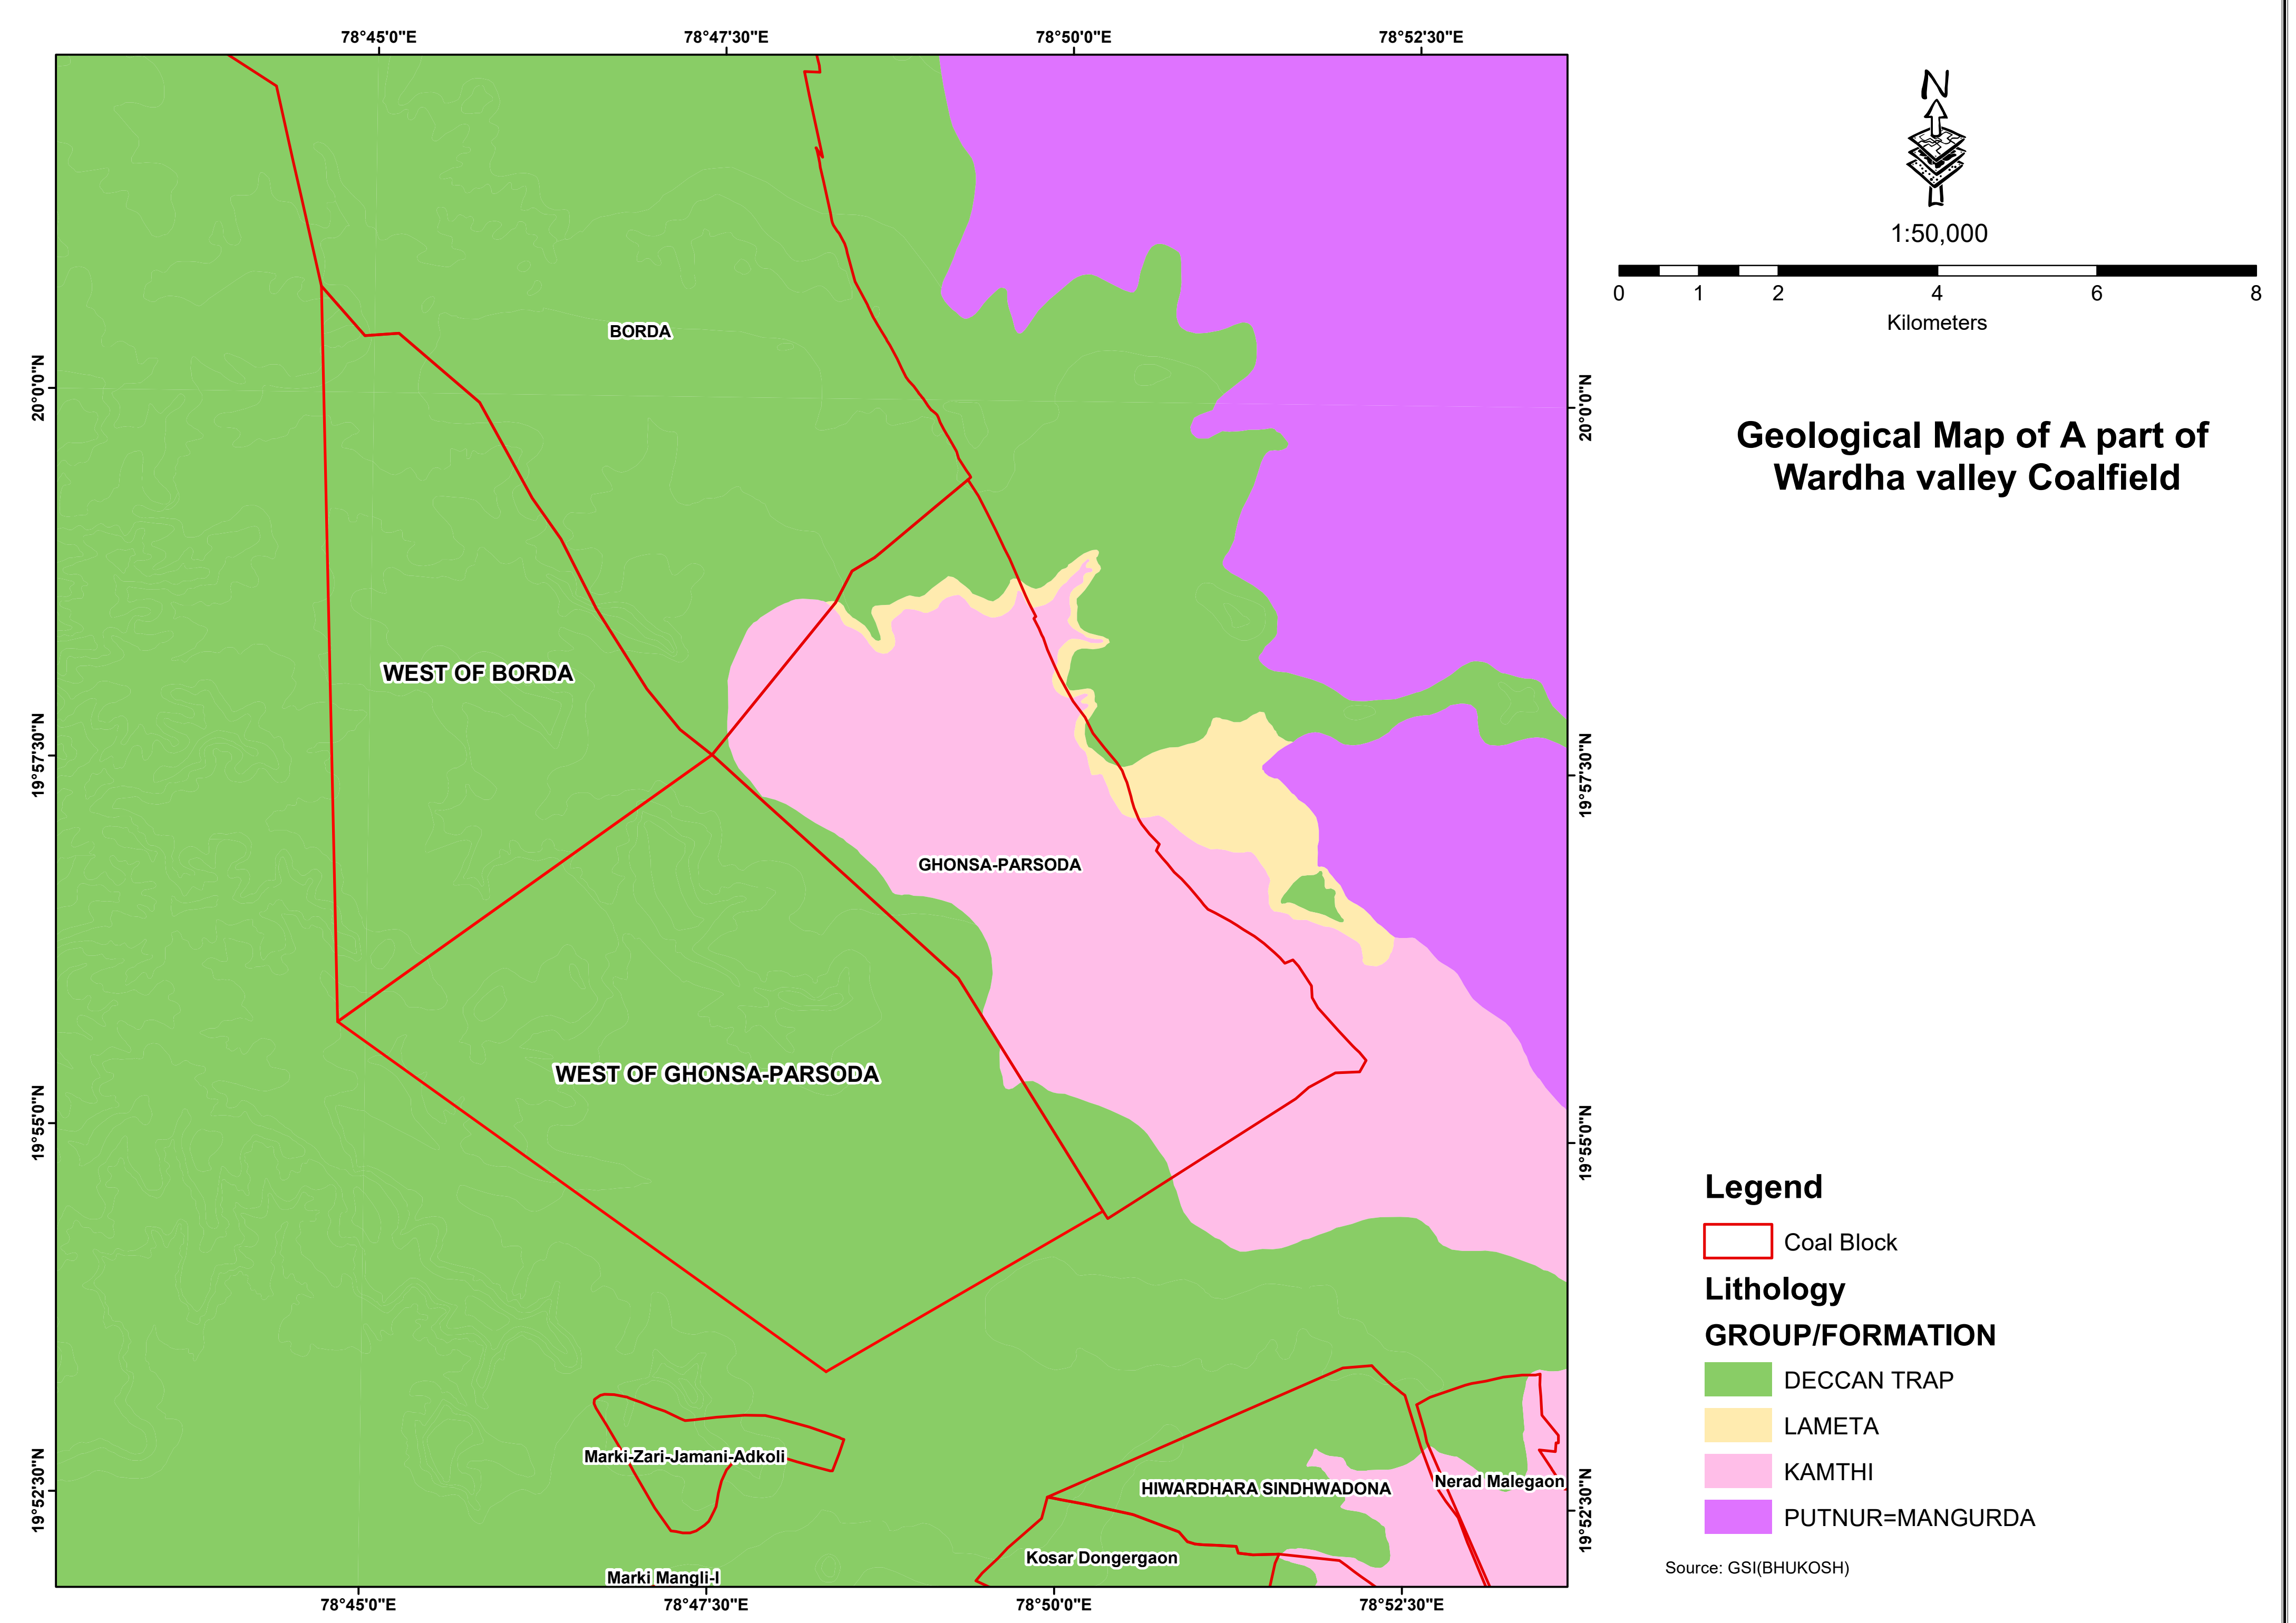 78°45'0"E
78°47'30"E
78°50'0"E
78°52'30"E
N
1:50,000
0 1 2 4 6 8
Kilometers
BORDA
20°0'0"N
20°0'0"N
Geological Map of A part of
Wardha valley Coalfield
WEST OF BORDA
19°57'30"N
19°57'30"N
GHONSA-PARSODA
WEST OF GHONSA-PARSODA
19°55'0"N
19°55'0"N
Legend
Coal Block
Lithology
GROUP/FORMATION
DECCAN TRAP
LAMETA
KAMTHI
PUTNUR=MANGURDA
Marki-Zari-Jamani-Adkoli
HIWARDHARA SINDHWADONA
Nerad Malegaon
19°52'30"N
19°52'30"N
Kosar Dongergaon
Marki Mangli-I
Source: GSI(BHUKOSH)
78°45'0"E
78°47'30"E
78°50'0"E
78°52'30"E